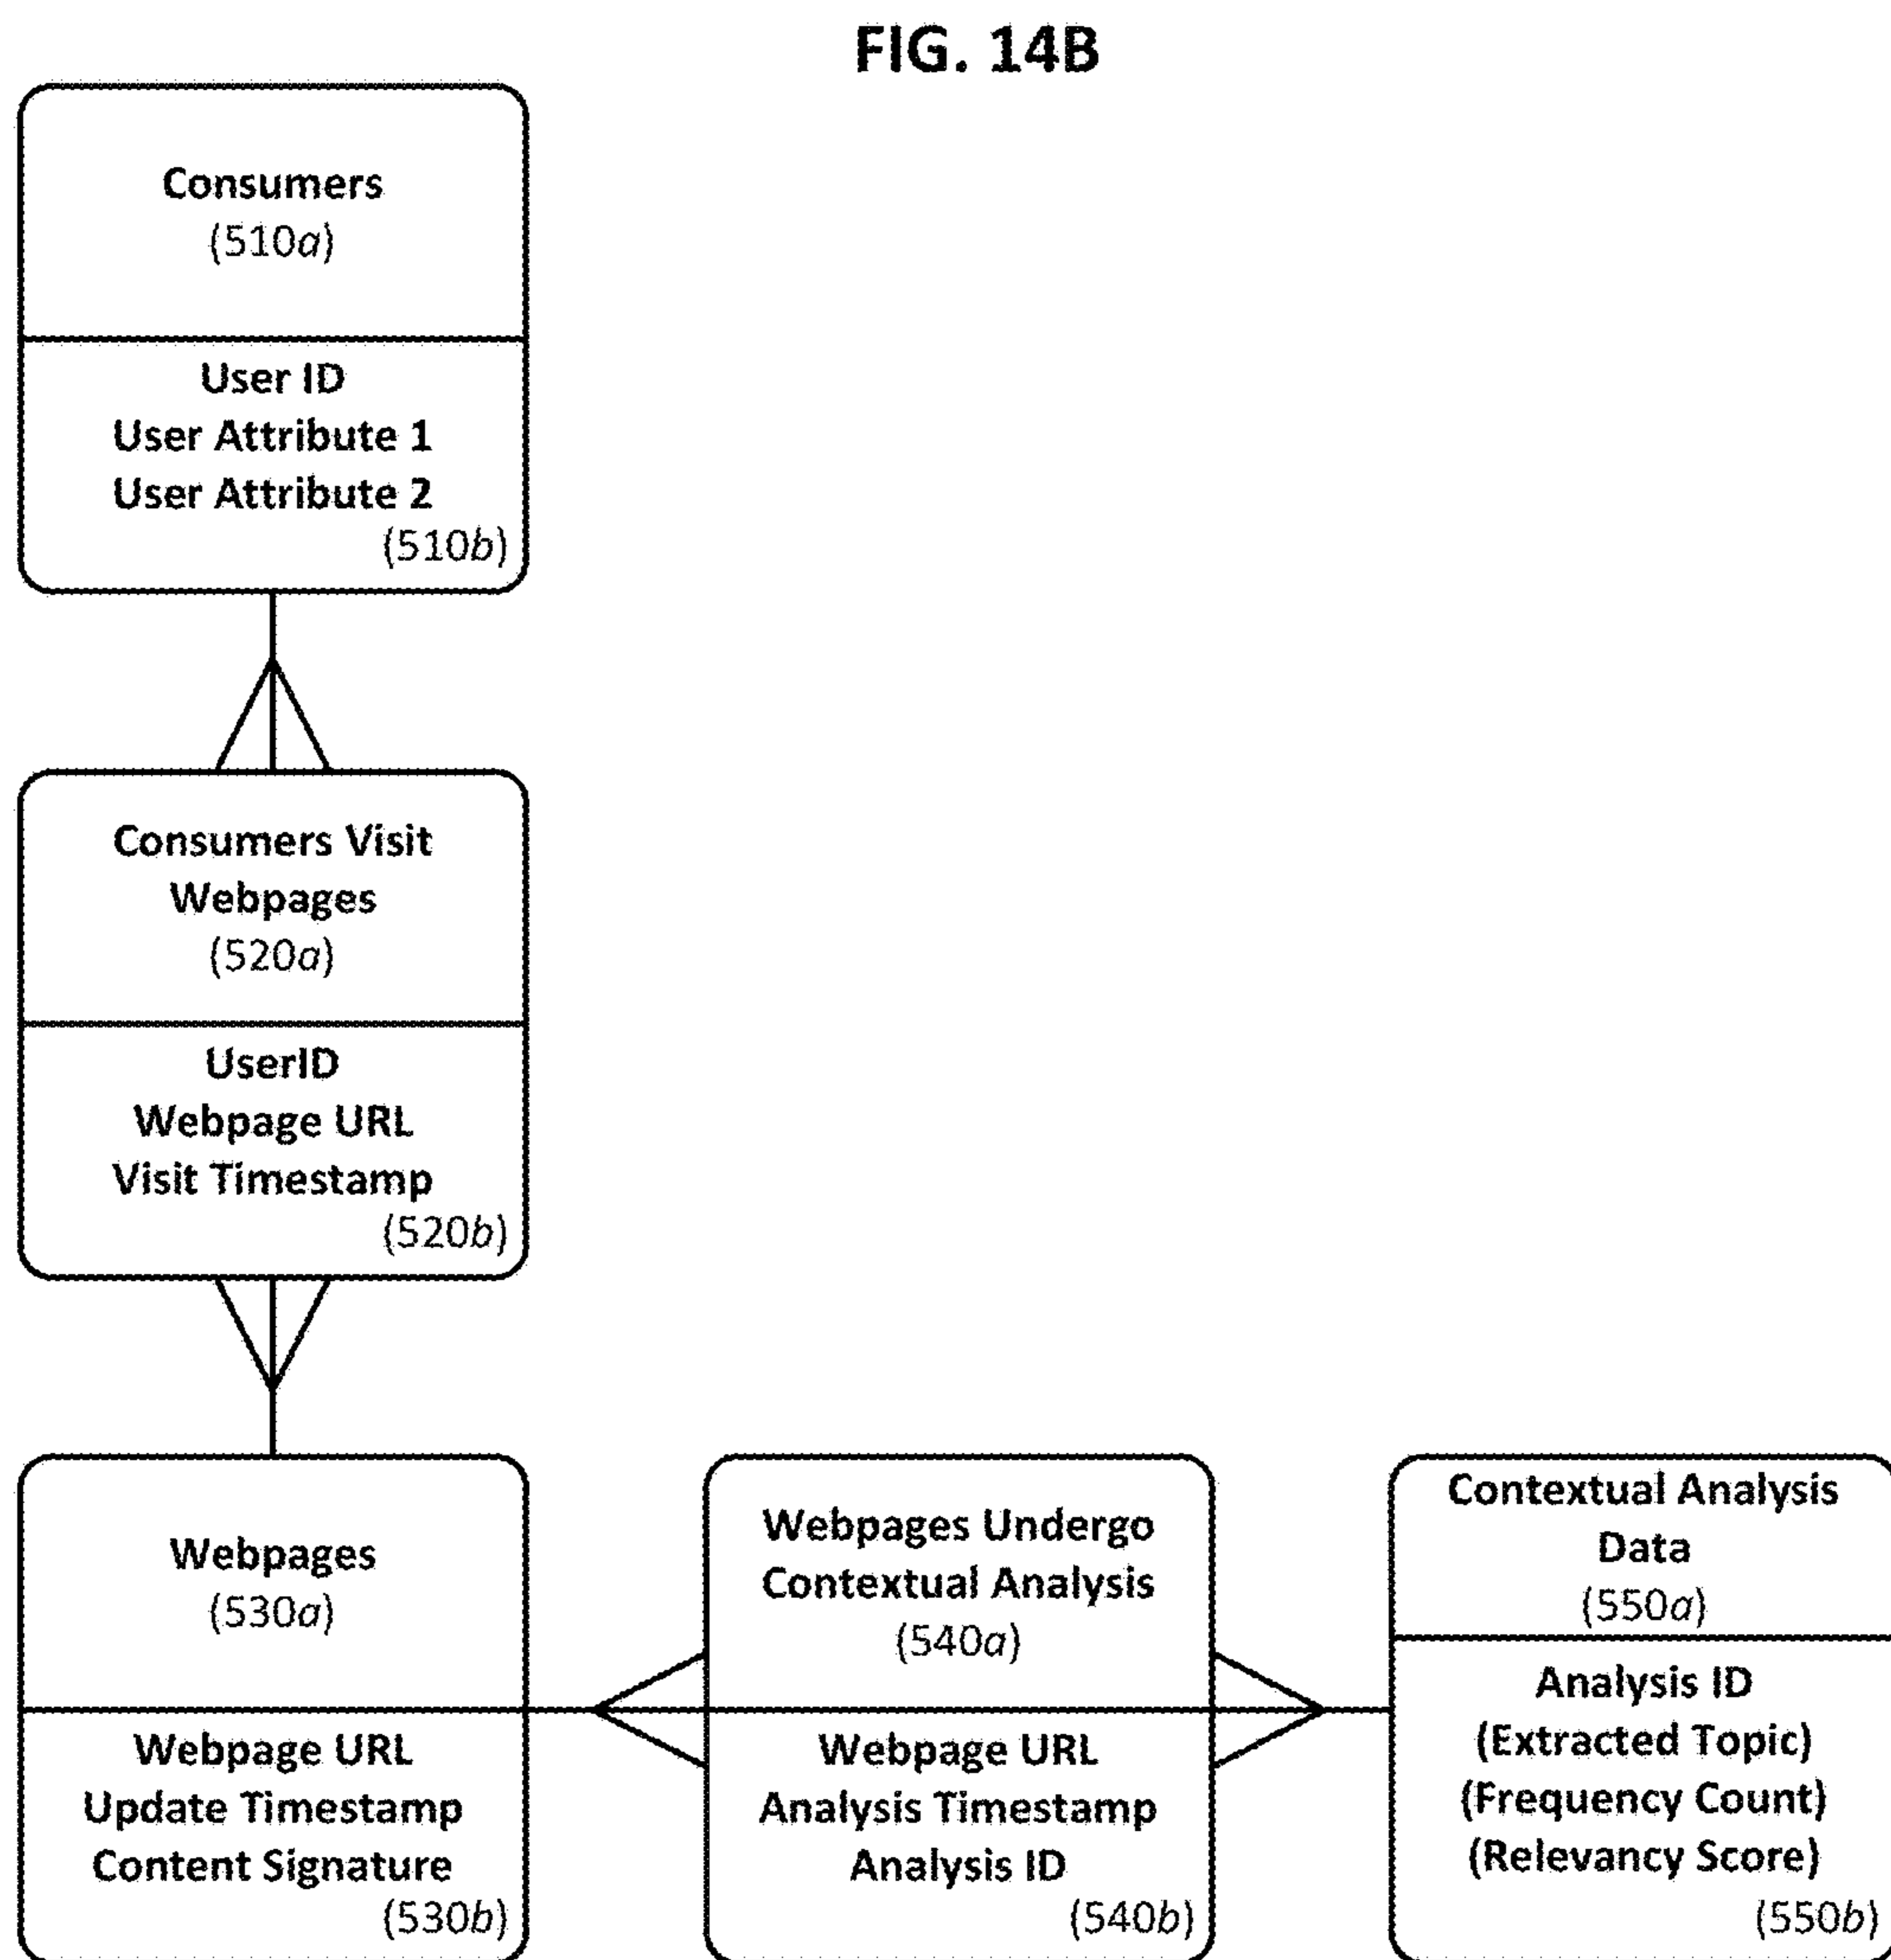 FIG. 14B
Consumers
(510a)
User ID
User Attribute 1
User Attribute 2
(510b)
Consumers Visit
Webpages
(520a)
UserID
Webpage URL
Visit Timestamp
(520b)
Webpages
(530a)
Webpage URL
Update Timestamp
Content Signature
(530b)
Webpages Undergo
Contextual Analysis
(540a)
Webpage URL
Analysis Timestamp
Analysis ID
(540b)
Contextual Analysis
Data
(550a)
Analysis ID
(Extracted Topic)
(Frequency Count)
(Relevancy Score)
(550b)